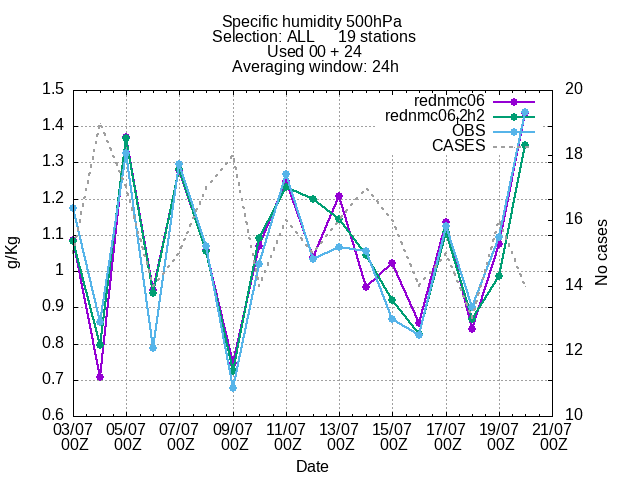 Specific humidity 500hPa
Selection: ALL 19 stations
Used 00 + 24
Averaging window: 24h
rednmc06
rednmc06,2h2
OBS
CASES
1.5
1.4
1.3
1.2
1.1
1
0.9
0.8
0.7
0.6
g/Kg
20
18
16
14
12
10
No cases
03/07 05/07 07/07 09/07 11/07 13/07 15/07 17/07 19/07 21/07
00Z 00Z 00Z 00Z 00Z 00Z 00Z 00Z 00Z 00Z
Date